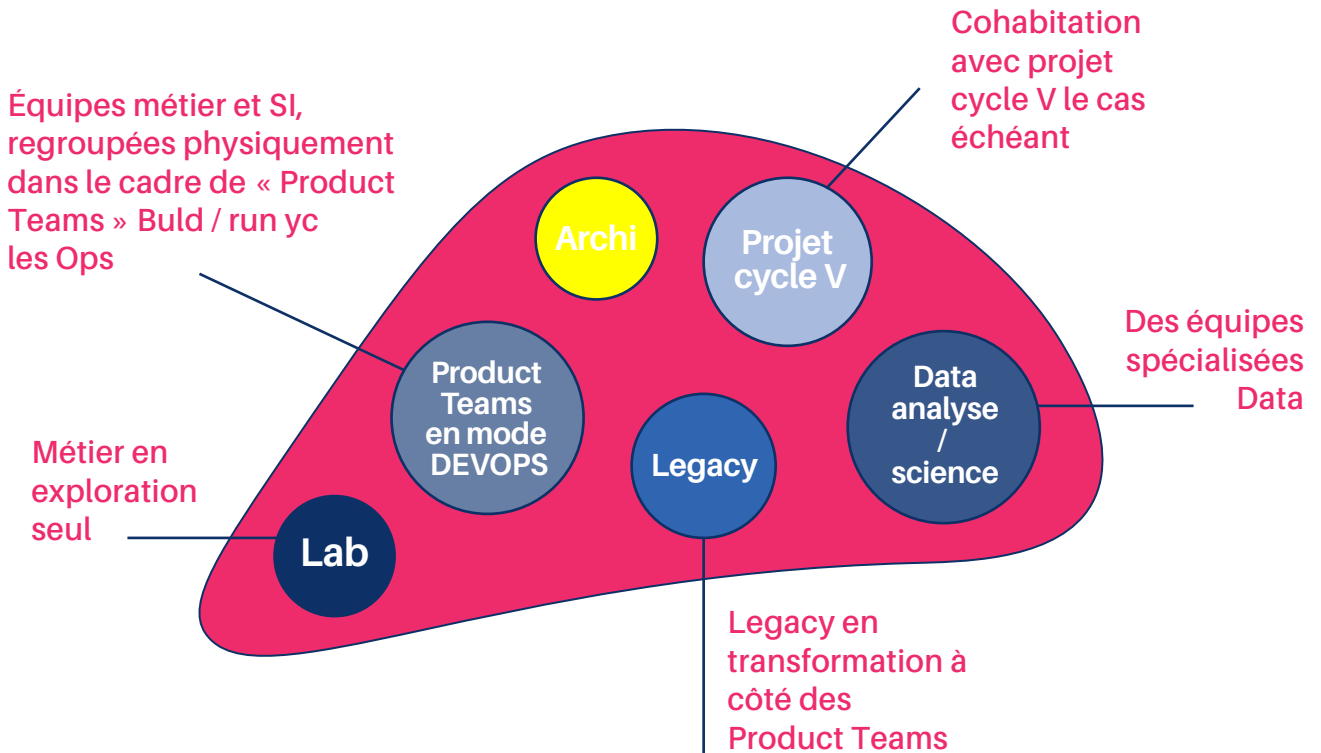 Cohabitation
avec projet
cycle V le cas
échéant
Équipes métier et SI,
regroupées physiquement
dans le cadre de « Product
Teams » Buld / run yc
les Ops
Archi
Projet
cycle V
Des équipes
spécialisées
Data
Product
Teams
en mode
DEVOPS
Data
analyse
/
science
Legacy
Métier en
exploration
seul
Lab
Legacy en
transformation à
côté des
Product Teams